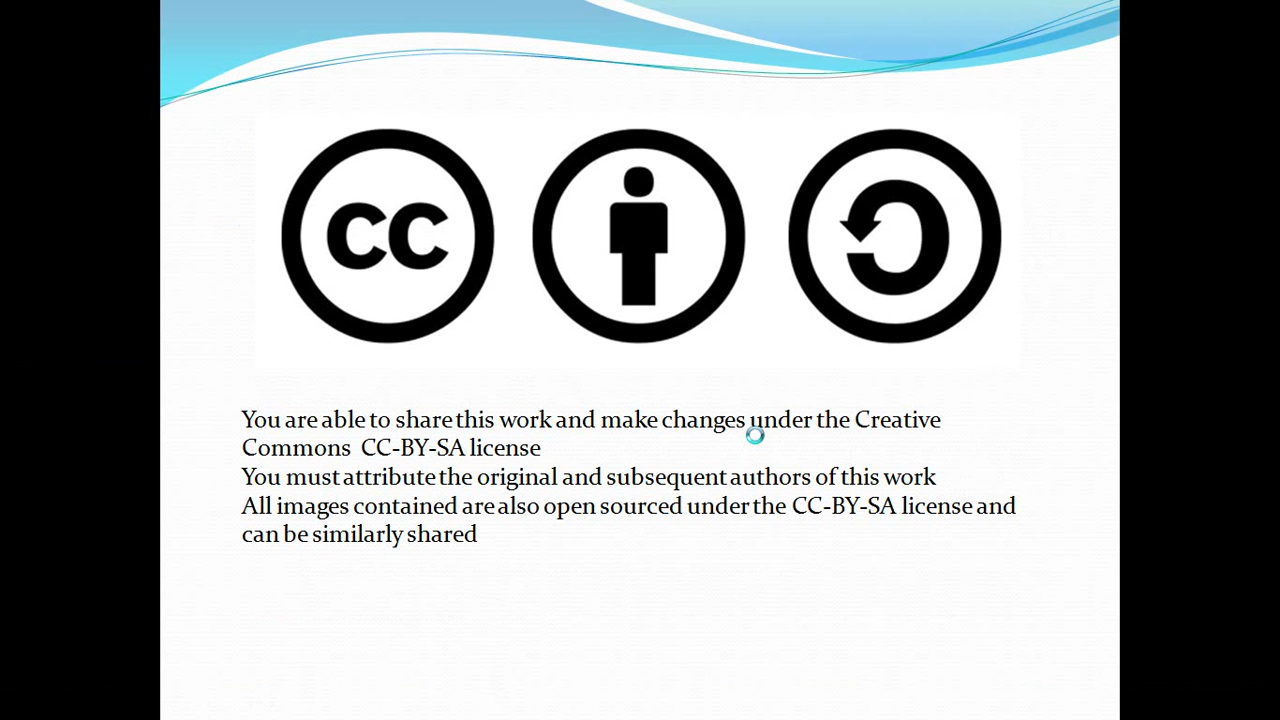 cc
You are able to share this work and make changes under the Creative
Commons CC-BY-SA license
You must attribute the original and subsequent authors of this work
All images contained are also open sourced under the CC-BY-SA license and
can be similarly shared